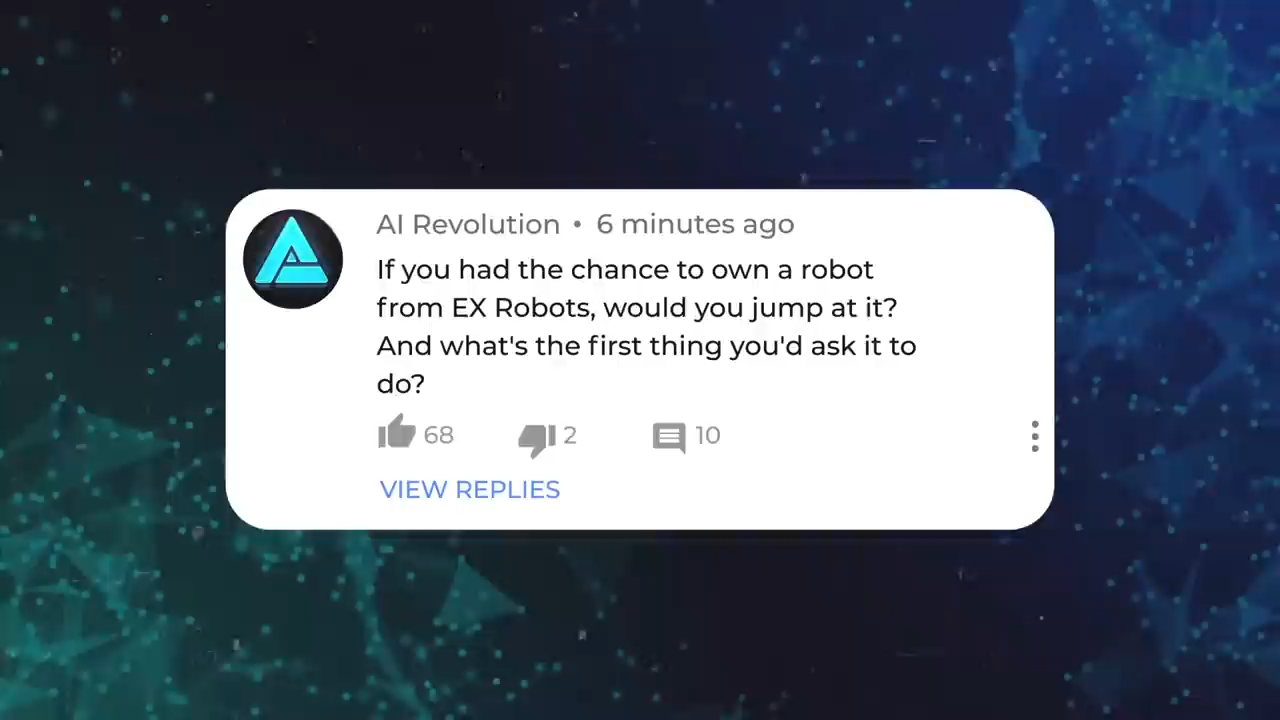 AI Revolution • 6 minutes ago
If you had the chance to own a robot
from EX Robots, would you jump at it?
And what's the first thing you'd ask it to
do?
68 2 10
VIEW REPLIES